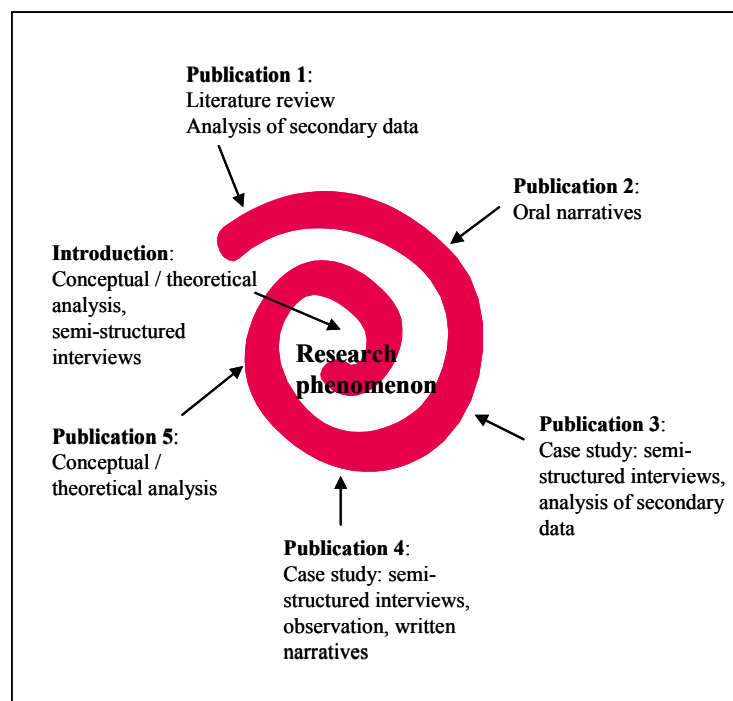 Publication 1:
Literature review
Analysis of secondary data
Publication 2:
Oral narratives
Introduction:
Conceptual / theoretical
analysis,
semi-structured
interviews
Research
phenomenon
Publication 5:
Conceptual /
theoretical analysis
Publication 3:
Case study: semi-
structured interviews,
analysis of secondary
data
Publication 4:
Case study: semi-
structured interviews,
observation, written
narratives